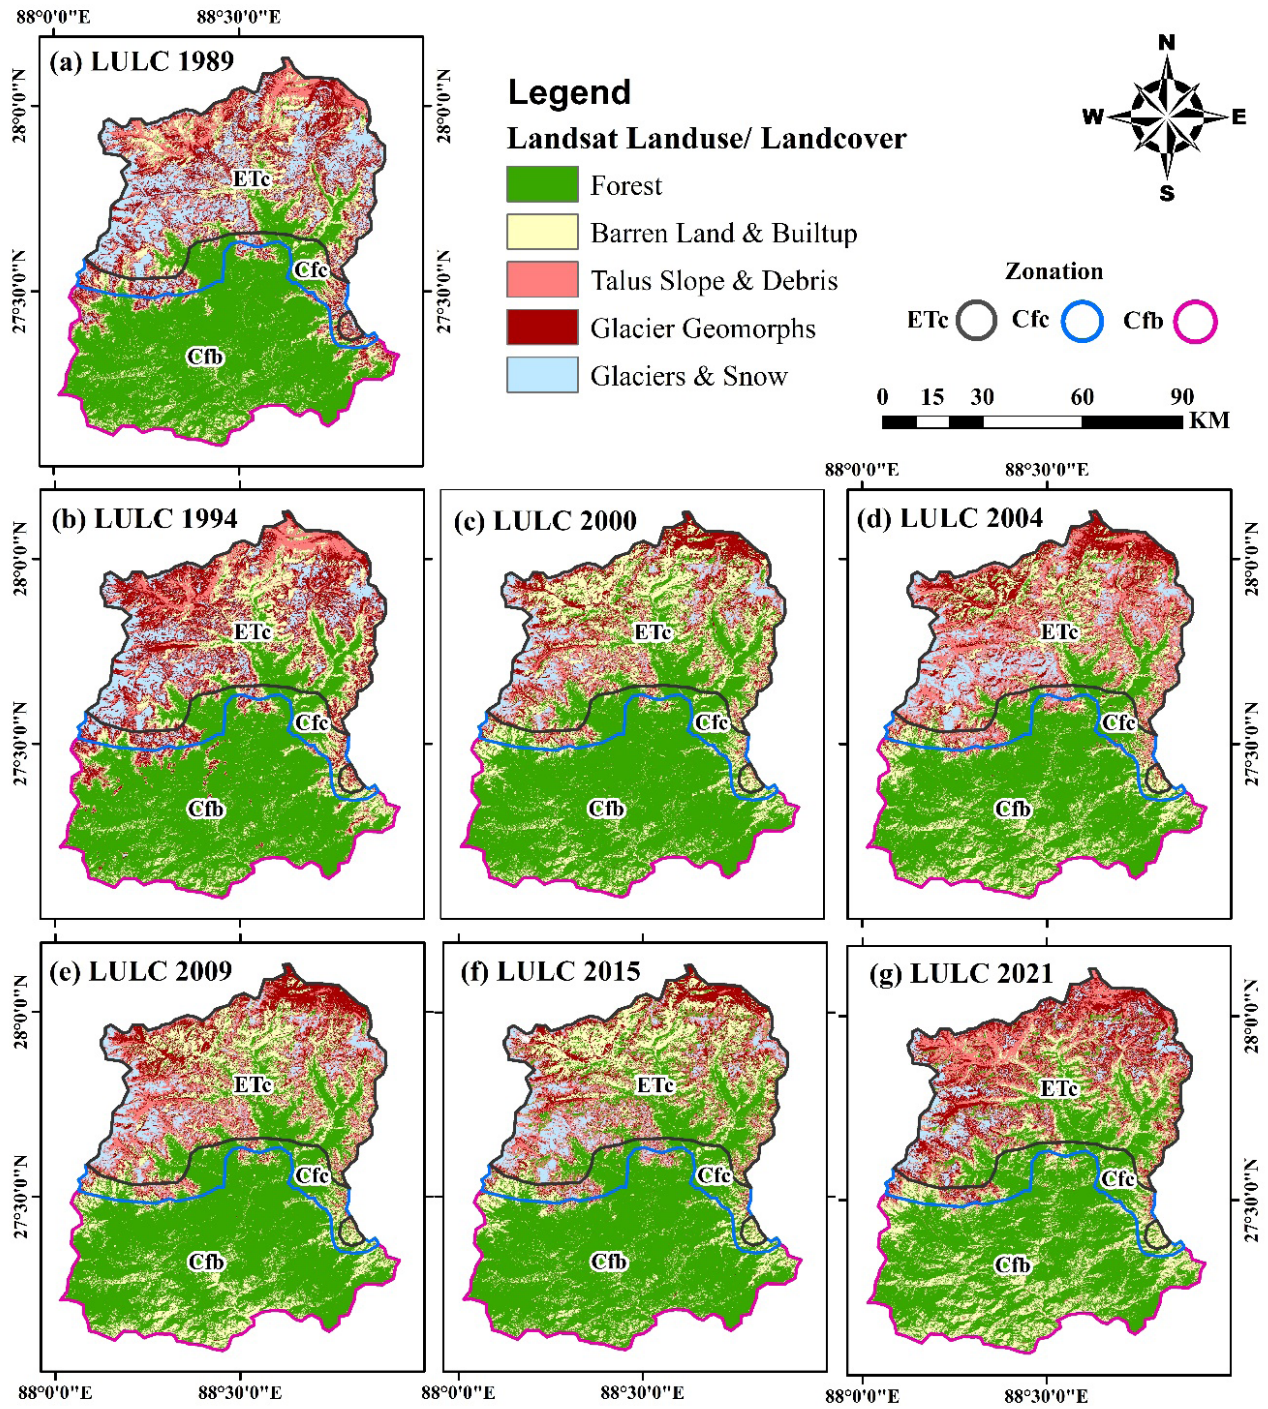 88°0'0"E 88°30'0"E
(a) LULC 1989
28°0'0"N
27°30'0"N
ETc
Cfc
Cfb
28°0'0"N
27°30'0"N
Legend
Landsat Landuse/ Landcover
Forest
Barren Land & Builtup
Talus Slope & Debris
Glacier Geomorphs
Glaciers & Snow
N
W E
S
Zonation
ETc Cfc Cfb
0 15 30 60 90
KM
88°0'0"E 88°30'0"E
(b) LULC 1994
28°0'0"N
27°30'0"N
ETc
Cfc
Cfb
(c) LULC 2000
ETc
Cfc
Cfb
(d) LULC 2004
ETc
Cfc
Cfb
28°0'0"N
27°30'0"N
(e) LULC 2009
28°0'0"N
27°30'0"N
ETc
Cfc
Cfb
(f) LULC 2015
ETc
Cfc
Cfb
(g) LULC 2021
ETc
Cfc
Cfb
28°0'0"N
27°30'0"N
88°0'0"E 88°30'0"E
88°0'0"E 88°30'0"E
88°0'0"E 88°30'0"E